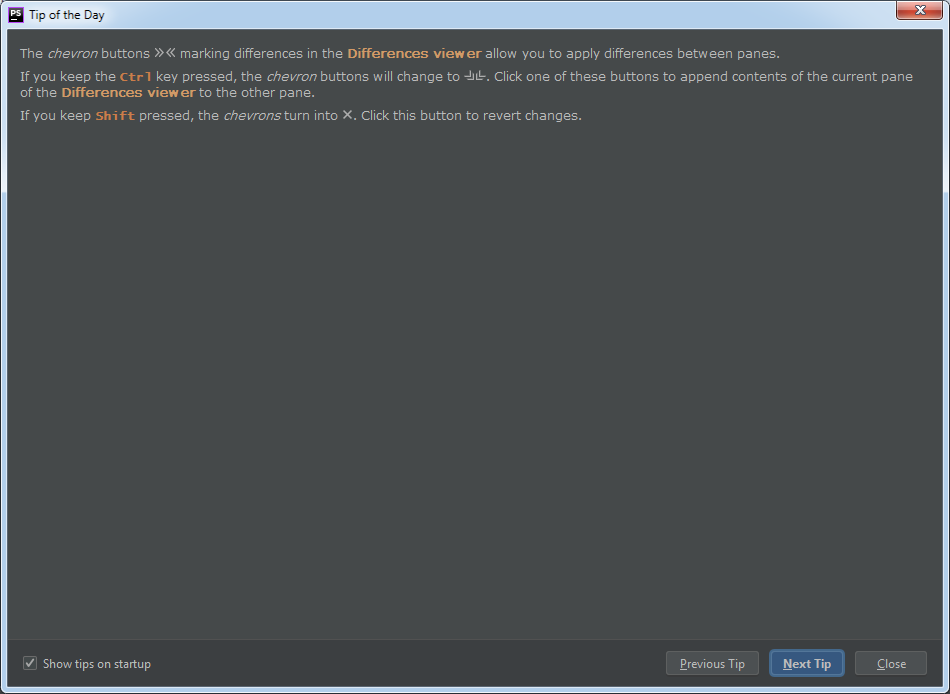 PS Tip of the Day
The chevron buttons »« marking differences in the Differences viewer allow you to apply differences between panes.
If you keep the Ctrl key pressed, the chevron buttons will change to . Click one of these buttons to append contents of the current pane
of the Differences viewer to the other pane.
If you keep Shift pressed, the chevrons turn into ×. Click this button to revert changes.
Show tips on startup
Previous Tip
Next Tip
Close